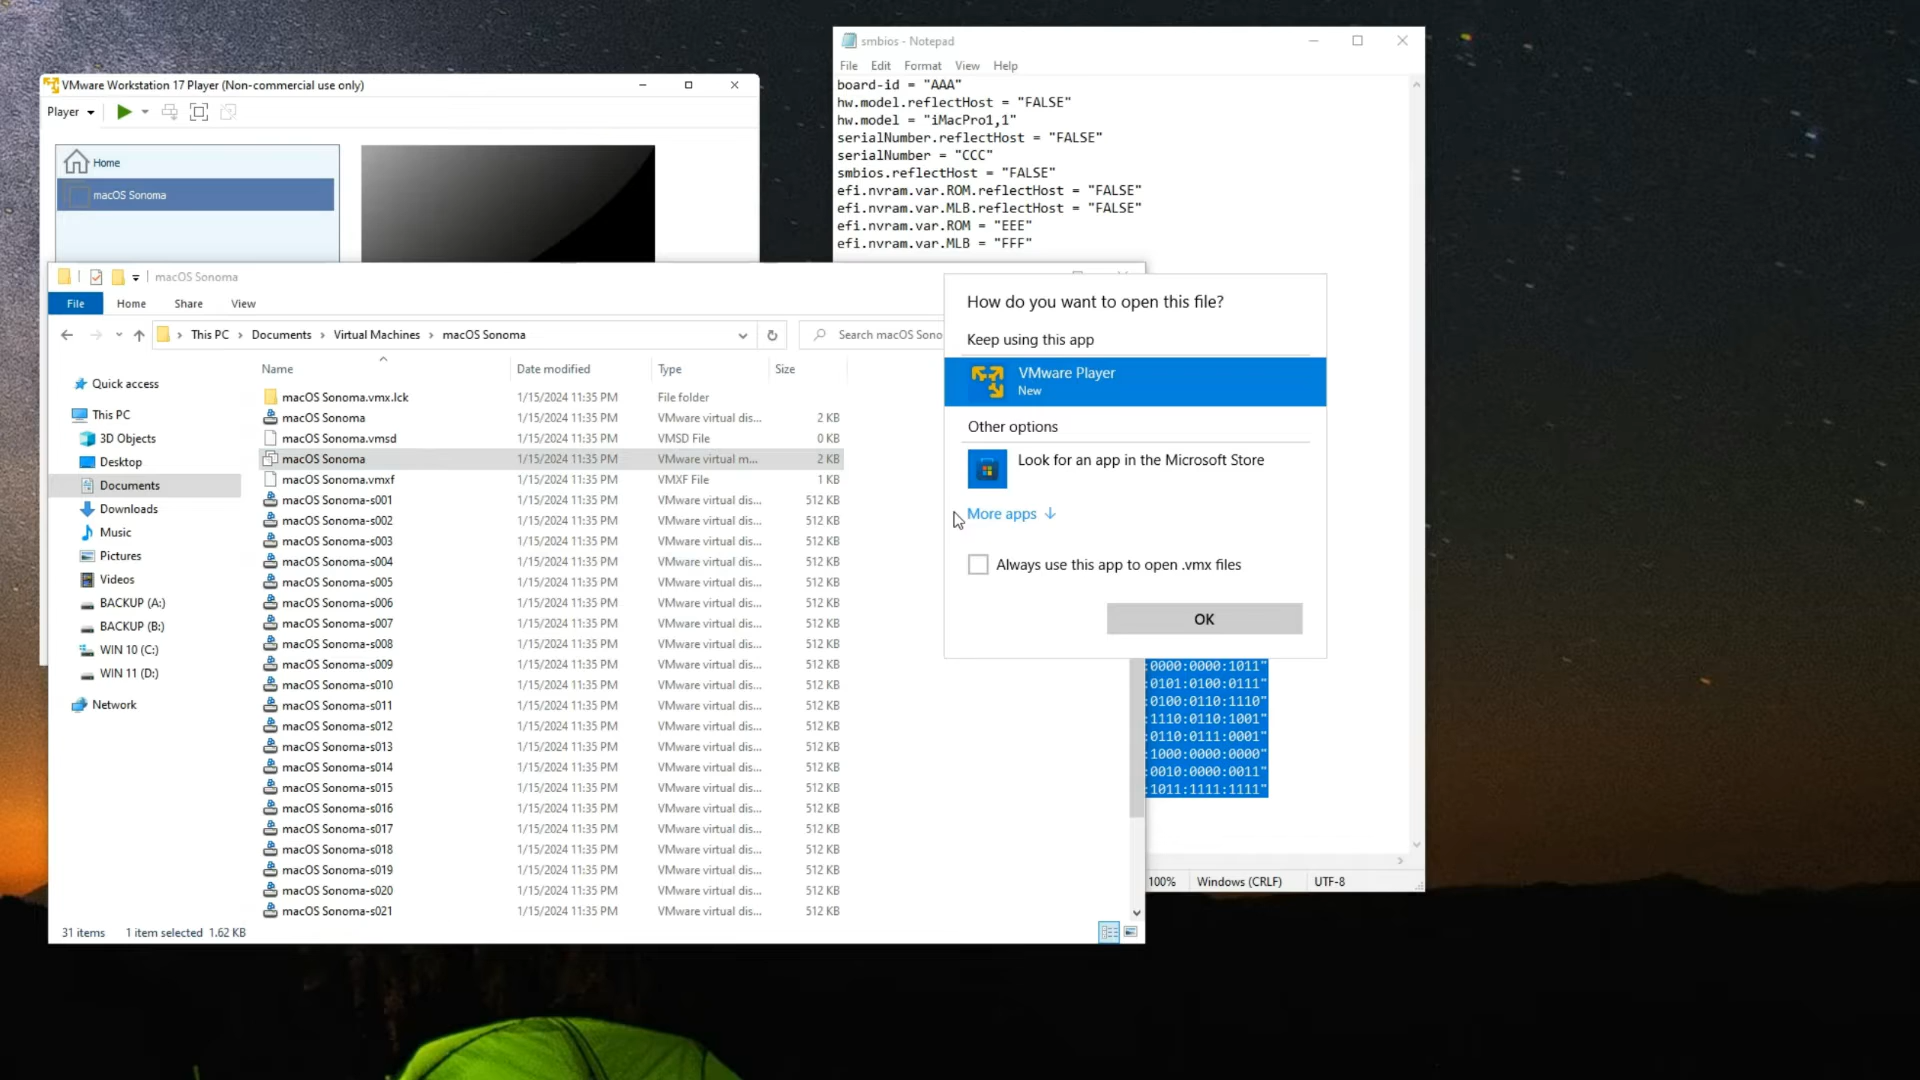 VMware Workstation 17 Player (Non-commercial use only)
Player
Home
macOS Sonoma
smbios - Notepad
File Edit Format View Help
board-id = "AAA"
hw.model.reflectHost = "FALSE"
hw.model = "iMacPro1,1"
serialNumber.reflectHost = "FALSE"
serialNumber = "CCC"
smbios.reflectHost = "FALSE"
efi.nvram.var.ROM.reflectHost = "FALSE"
efi.nvram.var.MLB.reflectHost = "FALSE"
efi.nvram.var.ROM = "EEE"
efi.nvram.var.MLB = "FFF"
macOS Sonoma
File Home Share View
This PC > Documents > Virtual Machines > macOS Sonoma
Search macOS Sono
Quick access
This PC
3D Objects
Desktop
Documents
Downloads
Music
Pictures
Videos
BACKUP (A:)
BACKUP (B:)
WIN 10 (C:)
WIN 11 (D:)
Network
Name Date modified Type Size
macOS Sonoma.vmx.lck 1/15/2024 11:35 PM File folder
macOS Sonoma 1/15/2024 11:35 PM VMware virtual dis... 2 KB
macOS Sonoma.vmsd 1/15/2024 11:35 PM VMSD File 0 KB
macOS Sonoma 1/15/2024 11:35 PM VMware virtual m... 2 KB
macOS Sonoma.vmxf 1/15/2024 11:35 PM VMXF File 1 KB
macOS Sonoma-s001 1/15/2024 11:35 PM VMware virtual dis... 512 KB
macOS Sonoma-s002 1/15/2024 11:35 PM VMware virtual dis... 512 KB
macOS Sonoma-s003 1/15/2024 11:35 PM VMware virtual dis... 512 KB
macOS Sonoma-s004 1/15/2024 11:35 PM VMware virtual dis... 512 KB
macOS Sonoma-s005 1/15/2024 11:35 PM VMware virtual dis... 512 KB
macOS Sonoma-s006 1/15/2024 11:35 PM VMware virtual dis... 512 KB
macOS Sonoma-s007 1/15/2024 11:35 PM VMware virtual dis... 512 KB
macOS Sonoma-s008 1/15/2024 11:35 PM VMware virtual dis... 512 KB
macOS Sonoma-s009 1/15/2024 11:35 PM VMware virtual dis... 512 KB
macOS Sonoma-s010 1/15/2024 11:35 PM VMware virtual dis... 512 KB
macOS Sonoma-s011 1/15/2024 11:35 PM VMware virtual dis... 512 KB
macOS Sonoma-s012 1/15/2024 11:35 PM VMware virtual dis... 512 KB
macOS Sonoma-s013 1/15/2024 11:35 PM VMware virtual dis... 512 KB
macOS Sonoma-s014 1/15/2024 11:35 PM VMware virtual dis... 512 KB
macOS Sonoma-s015 1/15/2024 11:35 PM VMware virtual dis... 512 KB
macOS Sonoma-s016 1/15/2024 11:35 PM VMware virtual dis... 512 KB
macOS Sonoma-s017 1/15/2024 11:35 PM VMware virtual dis... 512 KB
macOS Sonoma-s018 1/15/2024 11:35 PM VMware virtual dis... 512 KB
macOS Sonoma-s019 1/15/2024 11:35 PM VMware virtual dis... 512 KB
macOS Sonoma-s020 1/15/2024 11:35 PM VMware virtual dis... 512 KB
macOS Sonoma-s021 1/15/2024 11:35 PM VMware virtual dis... 512 KB
31 items 1 item selected 1.62 KB
How do you want to open this file?
Keep using this app
VMware Player
New
Other options
Look for an app in the Microsoft Store
More apps
Always use this app to open .vmx files
OK
:0000:0000:1011"
:0101:0100:0111"
:0100:0110:1110"
:1110:0110:1001"
:0110:0111:0001"
:1000:0000:0000"
:0010:0000:0011"
:1011:1111:1111"
100% Windows (CRLF) UTF-8